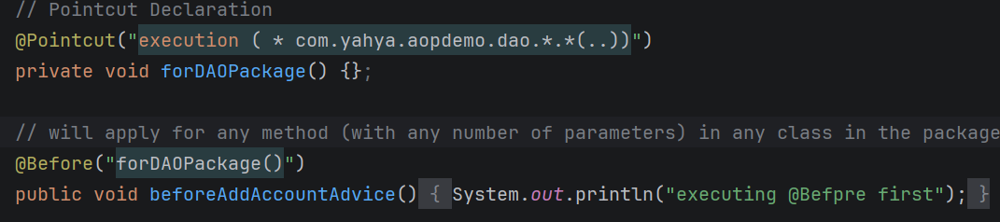 // Pointcut Declaration
@Pointcut("execution ( * com.yahya.aopdemo.dao.*.*(..))")
private void forDAOPackage() {};
// will apply for any method (with any number of parameters) in any class in the package
@Before("forDAOPackage()")
public void beforeAddAccountAdvice() { System.out.println("executing @Befpre first"); }